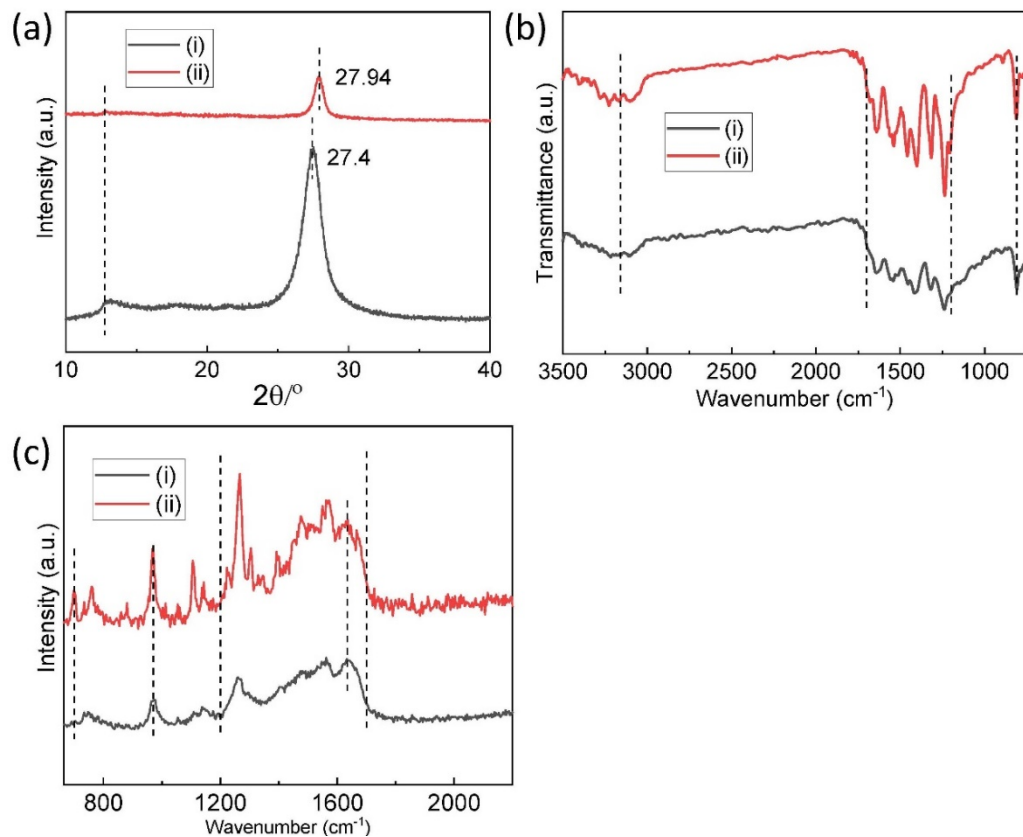 (a)
(i)
(ii)
27.94
27.4
Intensity (a.u.)
10 20 30 40
2θ/°
(b)
(i)
(ii)
Transmittance (a.u.)
3500 3000 2500 2000 1500 1000
Wavenumber (cm⁻¹)
(c)
(i)
(ii)
Intensity (a.u.)
800 1200 1600 2000
Wavenumber (cm⁻¹)